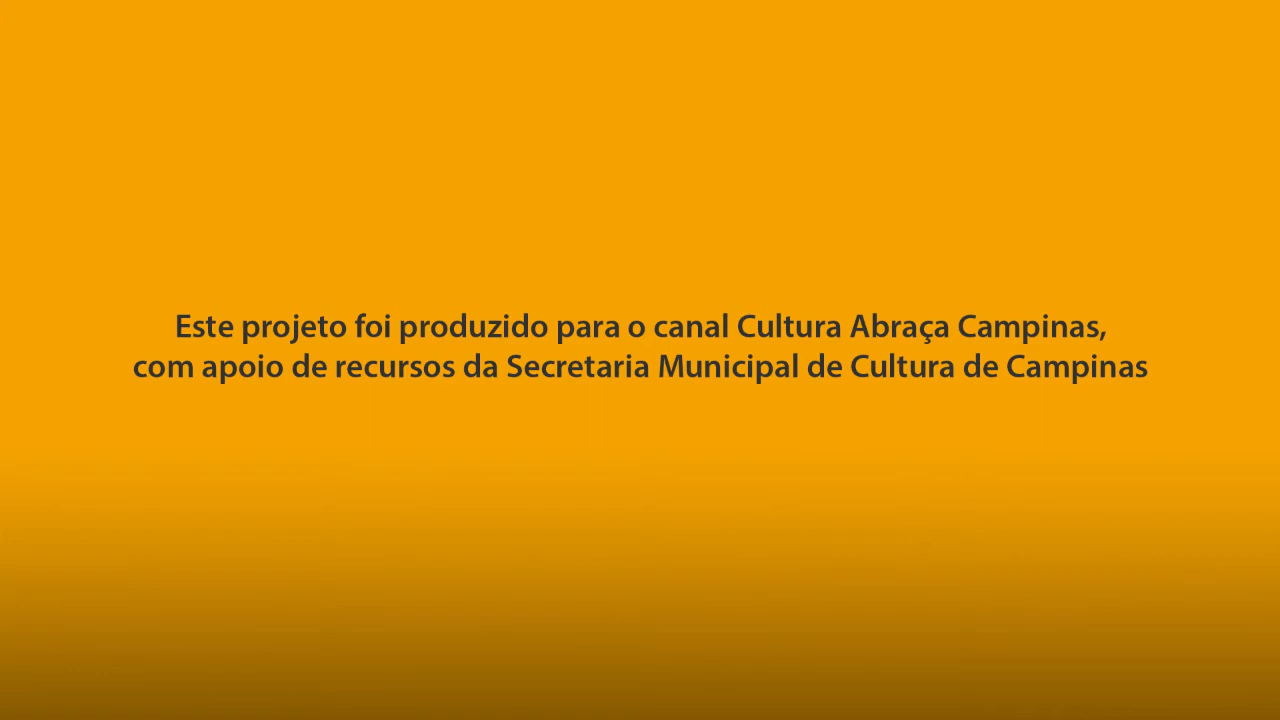 Este projeto foi produzido para o canal Cultura Abraça Campinas,
com apoio de recursos da Secretaria Municipal de Cultura de Campinas